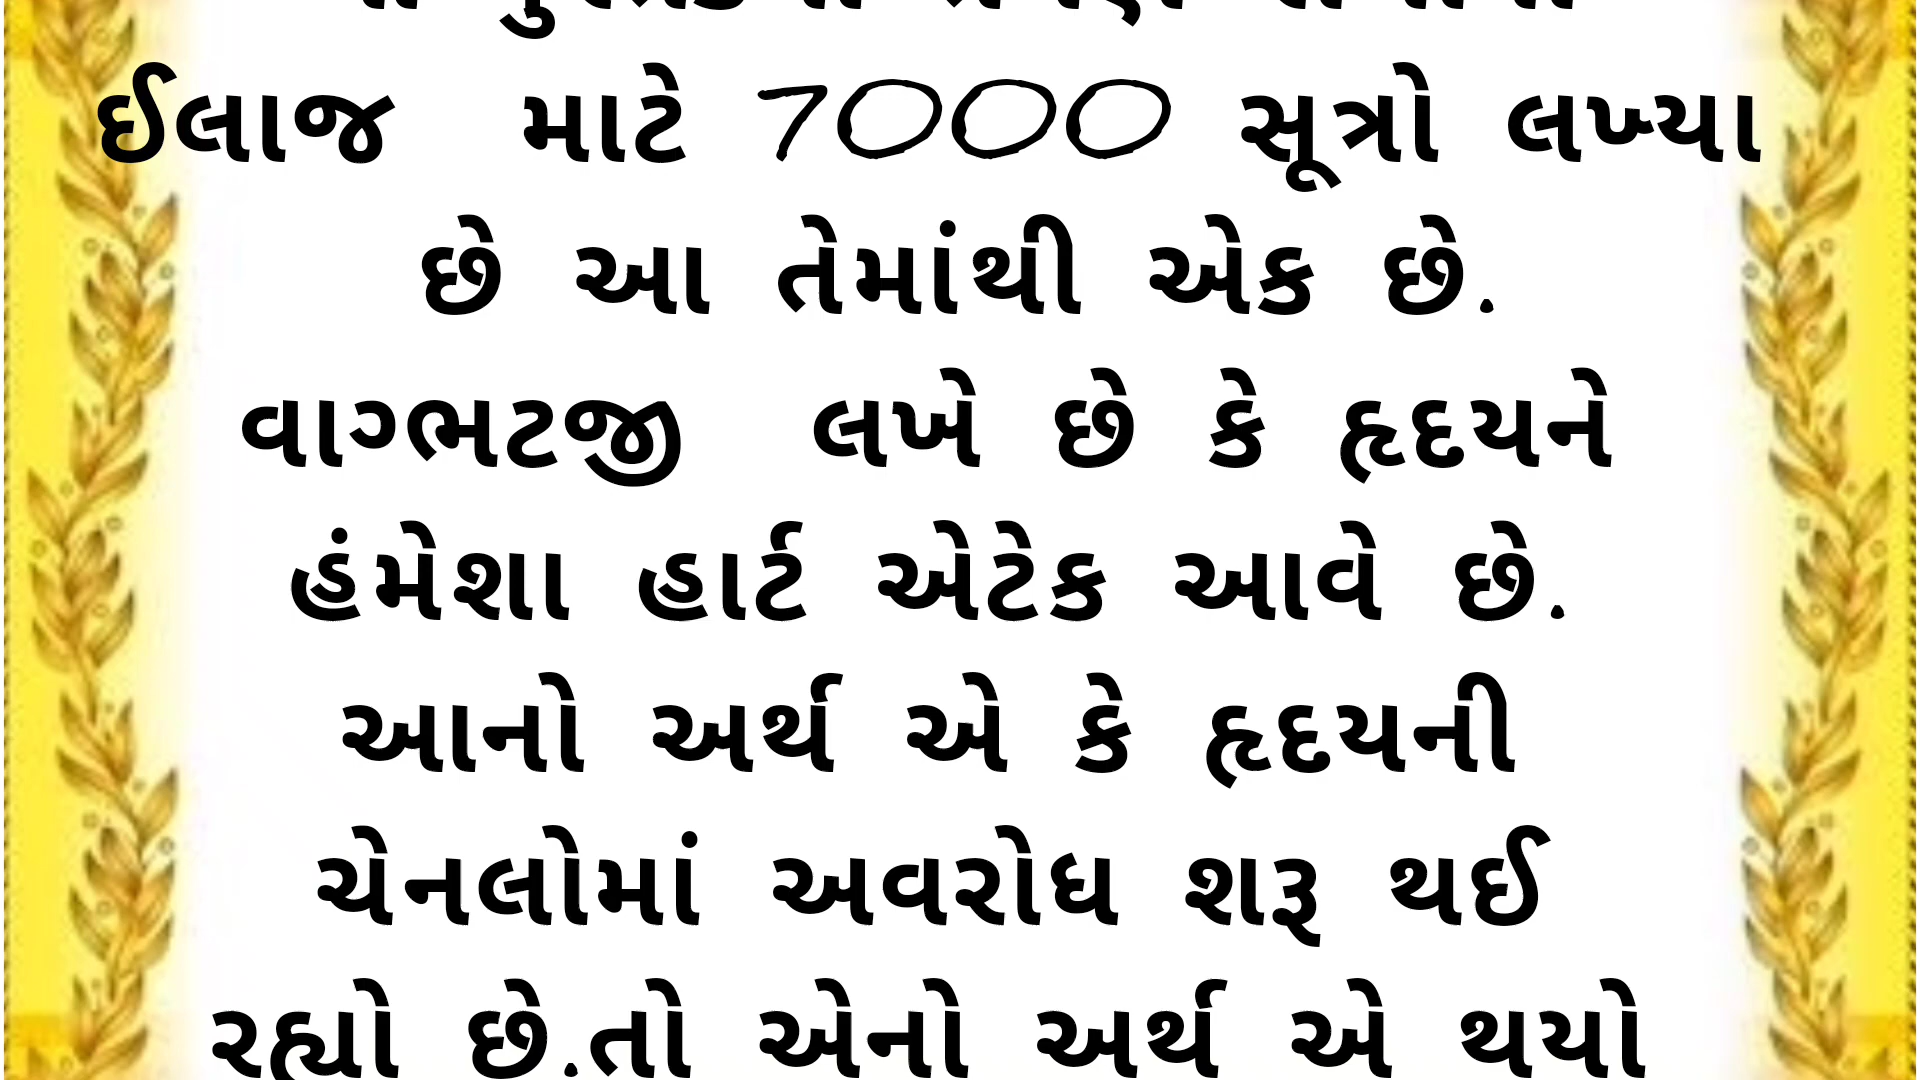 ઈલાજ માટે 7000 સૂત્રો લખ્યા
છે આ તેમાંથી એક છે.
વાગ્ભટજી લખે છે કે હૃદયને
હંમેશા હાર્ટ એટેક આવે છે.
આનો અર્થ એ કે હૃદયની
ચેનલોમાં અવરોધ શરૂ થઈ
રહ્યો છે.તો એનો અર્થ એ થયો